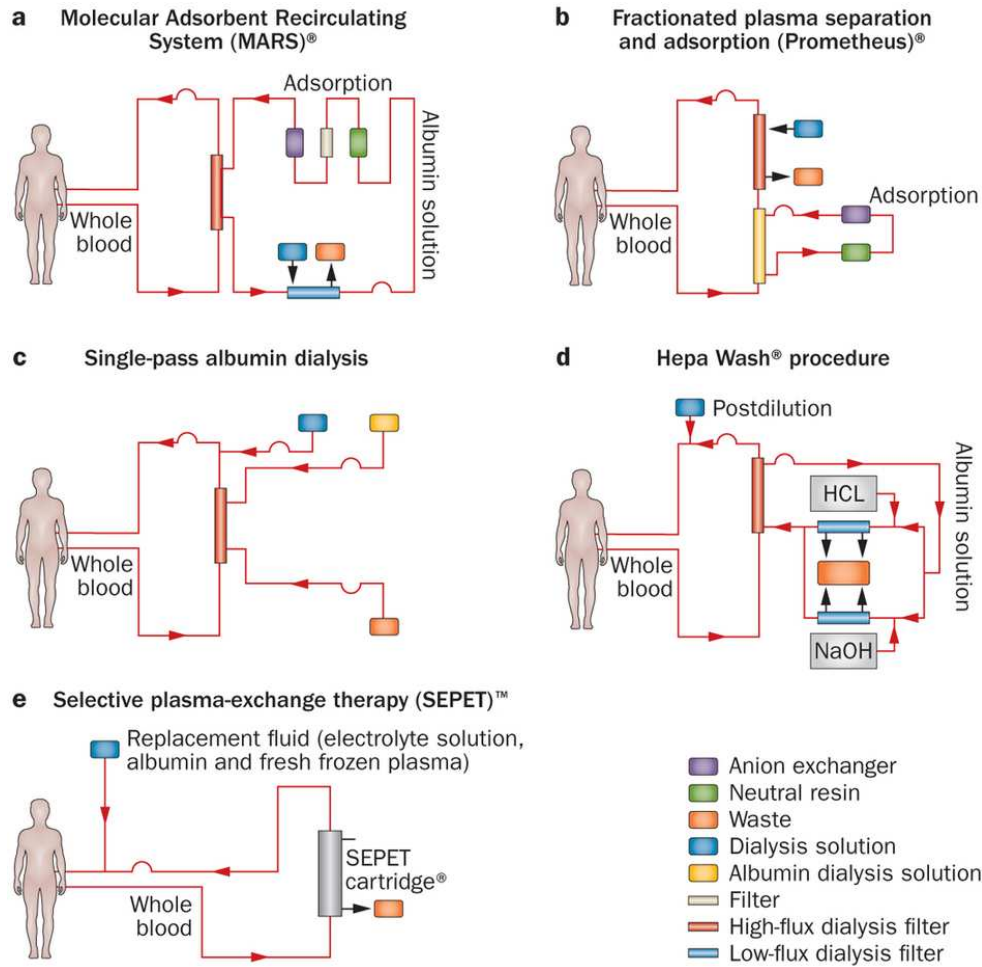 a Molecular Adsorbent Recirculating
System (MARS)®
Adsorption
Albumin solution
Whole
blood
b Fractionated plasma separation
and adsorption (Prometheus)®
Adsorption
Whole
blood
c Single-pass albumin dialysis
Whole
blood
d Hepa Wash® procedure
Postdilution
HCL
Albumin solution
Whole
blood
NaOH
e Selective plasma-exchange therapy (SEPET)™
Replacement fluid (electrolyte solution,
albumin and fresh frozen plasma)
SEPET
cartridge®
Whole
blood
Anion exchanger
Neutral resin
Waste
Dialysis solution
Albumin dialysis solution
Filter
High-flux dialysis filter
Low-flux dialysis filter